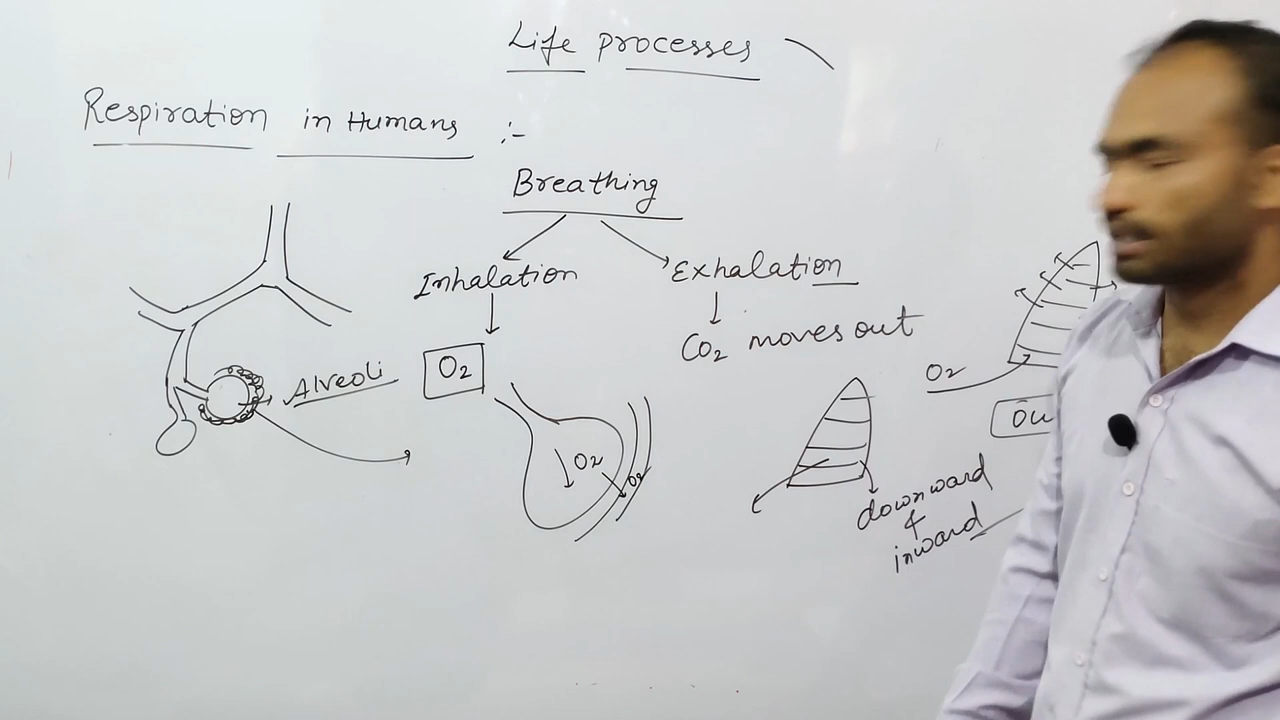 Life processes
Respiration in Humans :-
Breathing
Inhalation
Exhalation
O2
CO2 moves out
Alveoli
O2
O2
O2
downward
&
inward